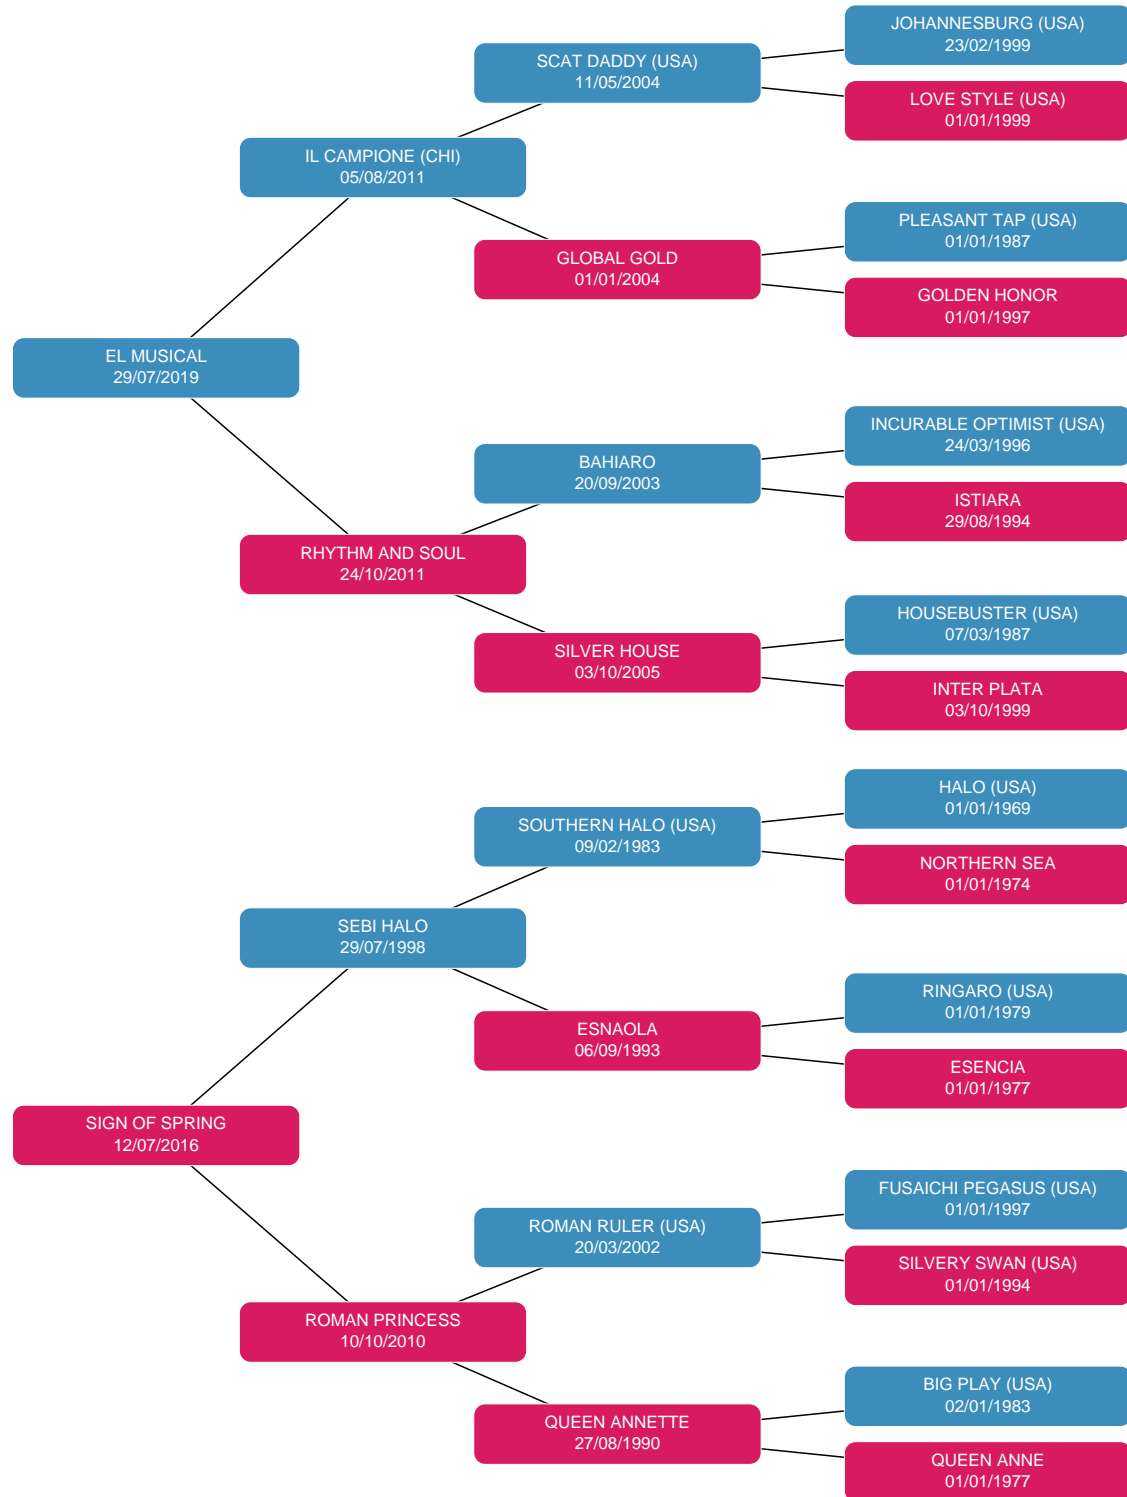 JOHANNESBURG (USA)
23/02/1999
SCAT DADDY (USA)
11/05/2004
LOVE STYLE (USA)
01/01/1999
IL CAMPIONE (CHI)
05/08/2011
PLEASANT TAP (USA)
01/01/1987
GLOBAL GOLD
01/01/2004
GOLDEN HONOR
01/01/1997
EL MUSICAL
29/07/2019
INCURABLE OPTIMIST (USA)
24/03/1996
BAHIARO
20/09/2003
ISTIARA
29/08/1994
RHYTHM AND SOUL
24/10/2011
HOUSEBUSTER (USA)
07/03/1987
SILVER HOUSE
03/10/2005
INTER PLATA
03/10/1999
HALO (USA)
01/01/1969
SOUTHERN HALO (USA)
09/02/1983
NORTHERN SEA
01/01/1974
SEBI HALO
29/07/1998
RINGARO (USA)
01/01/1979
ESNAOLA
06/09/1993
ESENCIA
01/01/1977
SIGN OF SPRING
12/07/2016
FUSAICHI PEGASUS (USA)
01/01/1997
ROMAN RULER (USA)
20/03/2002
SILVERY SWAN (USA)
01/01/1994
ROMAN PRINCESS
10/10/2010
BIG PLAY (USA)
02/01/1983
QUEEN ANNETTE
27/08/1990
QUEEN ANNE
01/01/1977